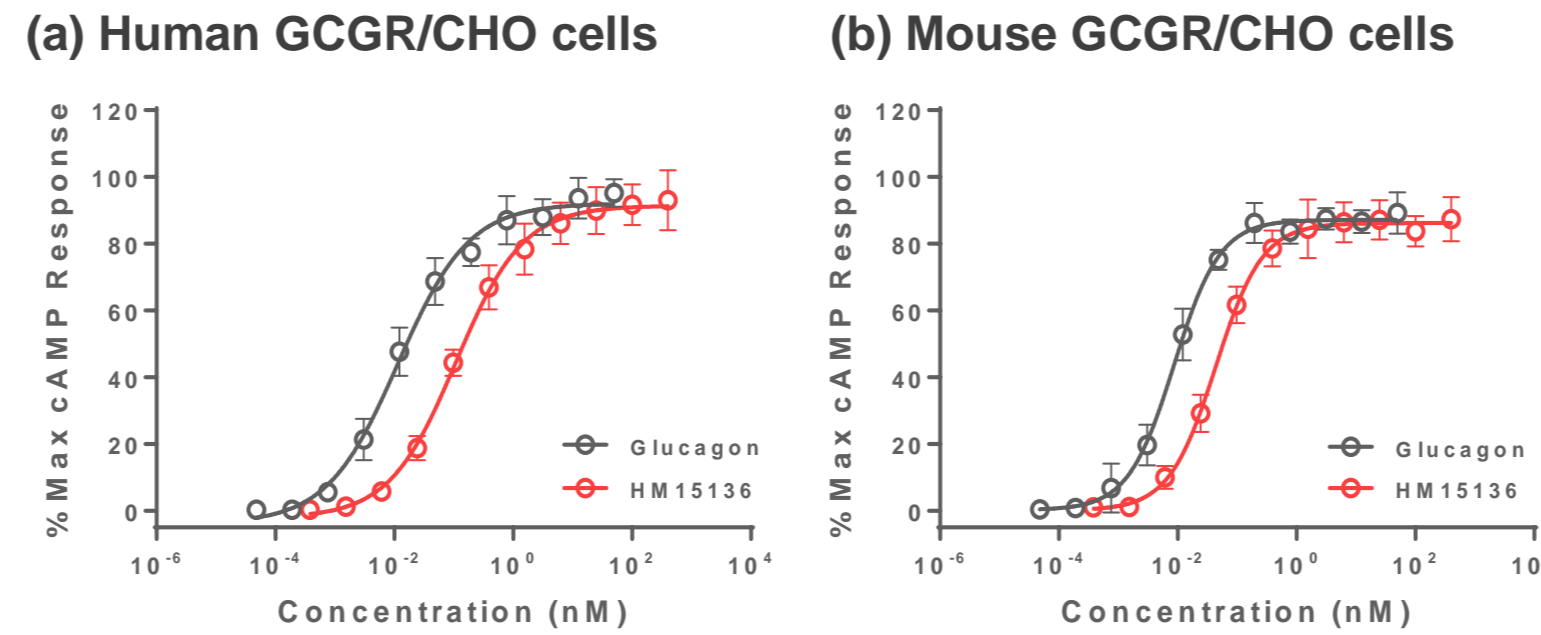 (a) Human GCGR/CHO cells
% Max cAMP Response
120
100
80
60
40
20
0
Glucagon
HM15136
10^-6 10^-4 10^-2 10^0 10^2 10^4
Concentration (nM)
(b) Mouse GCGR/CHO cells
% Max cAMP Response
120
100
80
60
40
20
0
Glucagon
HM15136
10^-6 10^-4 10^-2 10^0 10^2 10
Concentration (nM)